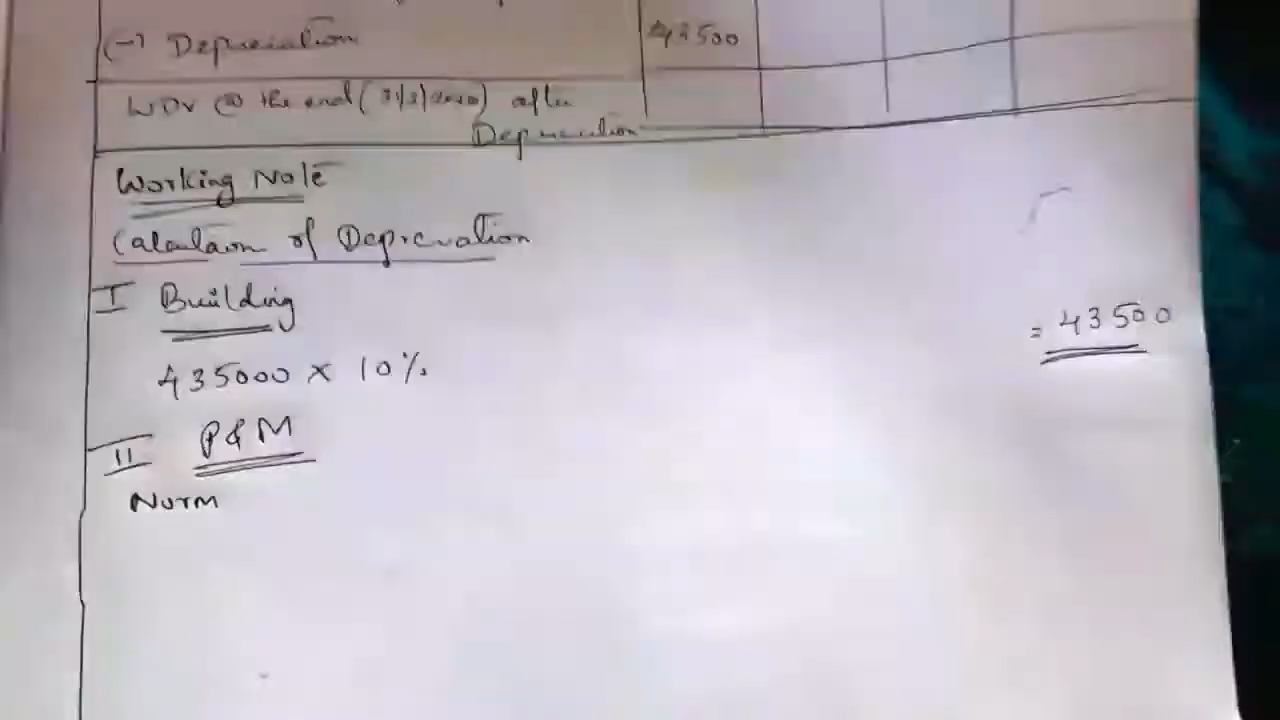 (-) Depreciation 43500
WDV @ the end (31/3/2020) after
Depreciation
Working Note
Calculation of Depreciation
I Building
435000 x 10% = 43500
II P & M
Norm